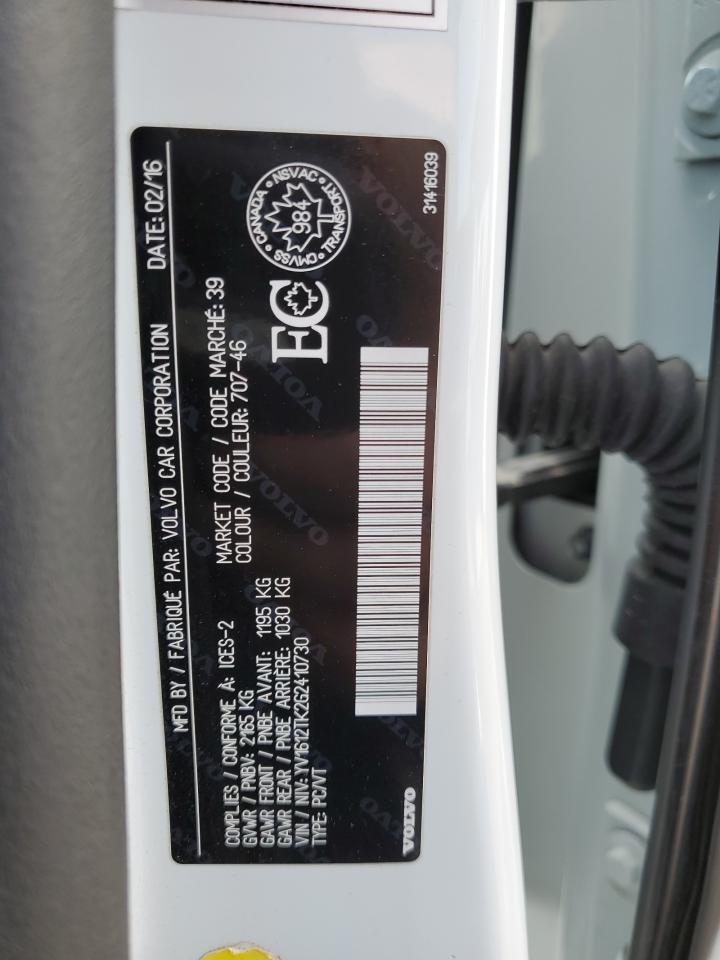 MFD BY / FABRIQUÉ PAR: VOLVO CAR CORPORATION DATE: 02/16
COMPLIES / CONFORME À: ICES-2 MARKET CODE / CODE MARCHÉ: 39
GVWR / PNBV: 2165 KG COLOUR / COULEUR: 707-46
GAWR FRONT / PNBE AVANT: 1195 KG
GAWR REAR / PNBE ARRIÈRE: 1030 KG
VIN / NIV: YV1612TK2G2410730
TYPE: PC/VT
EC
CANADA • NSVAC • TRANSPORT • CMVSS •
984
VOLVO
31416039